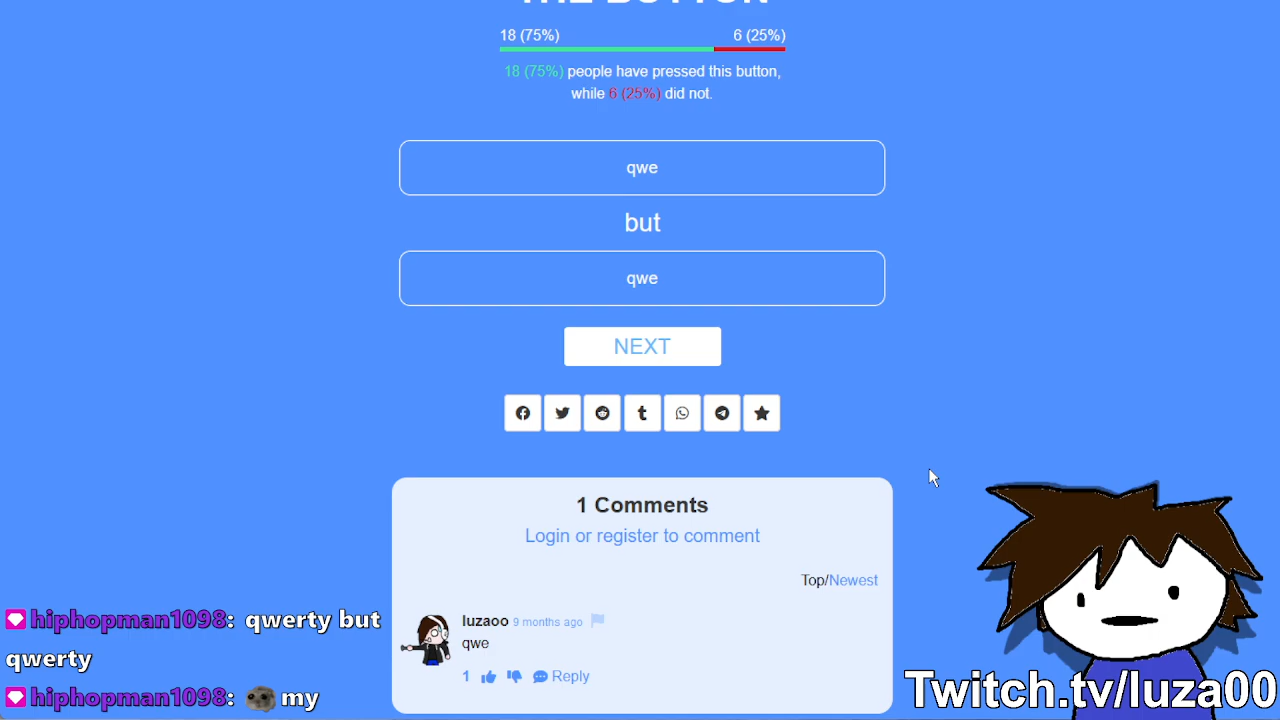 THE BUTTON
18 (75%) 6 (25%)
18 (75%) people have pressed this button,
while 6 (25%) did not.
qwe
but
qwe
NEXT
1 Comments
Login or register to comment
Top/Newest
luzaoo 9 months ago
qwe
1 Reply
hiphopman1098: qwerty but
qwerty
hiphopman1098: my
Twitch.tv/luza00